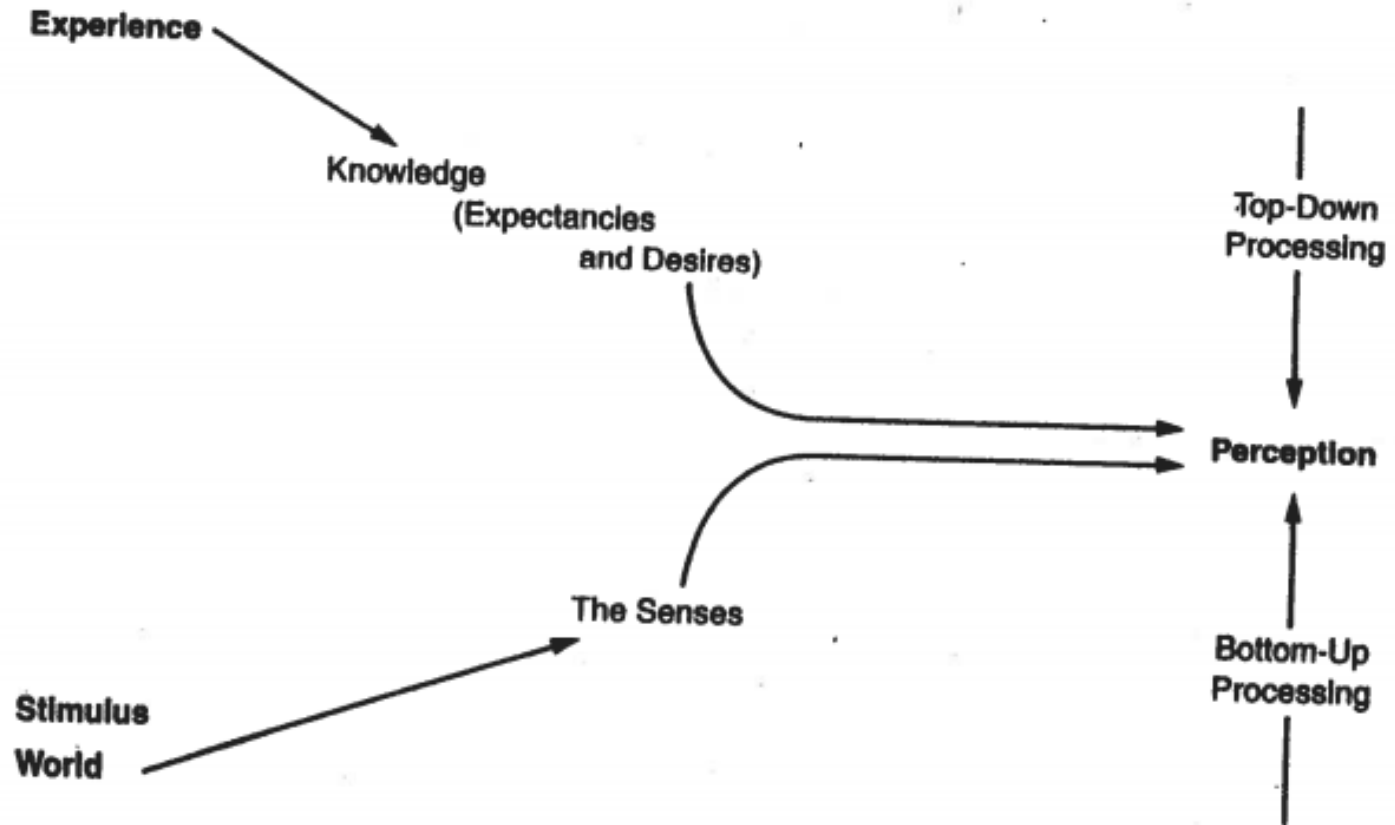 Experience
Knowledge
(Expectancies
and Desires)
Top-Down
Processing
Perception
The Senses
Bottom-Up
Processing
Stimulus
World